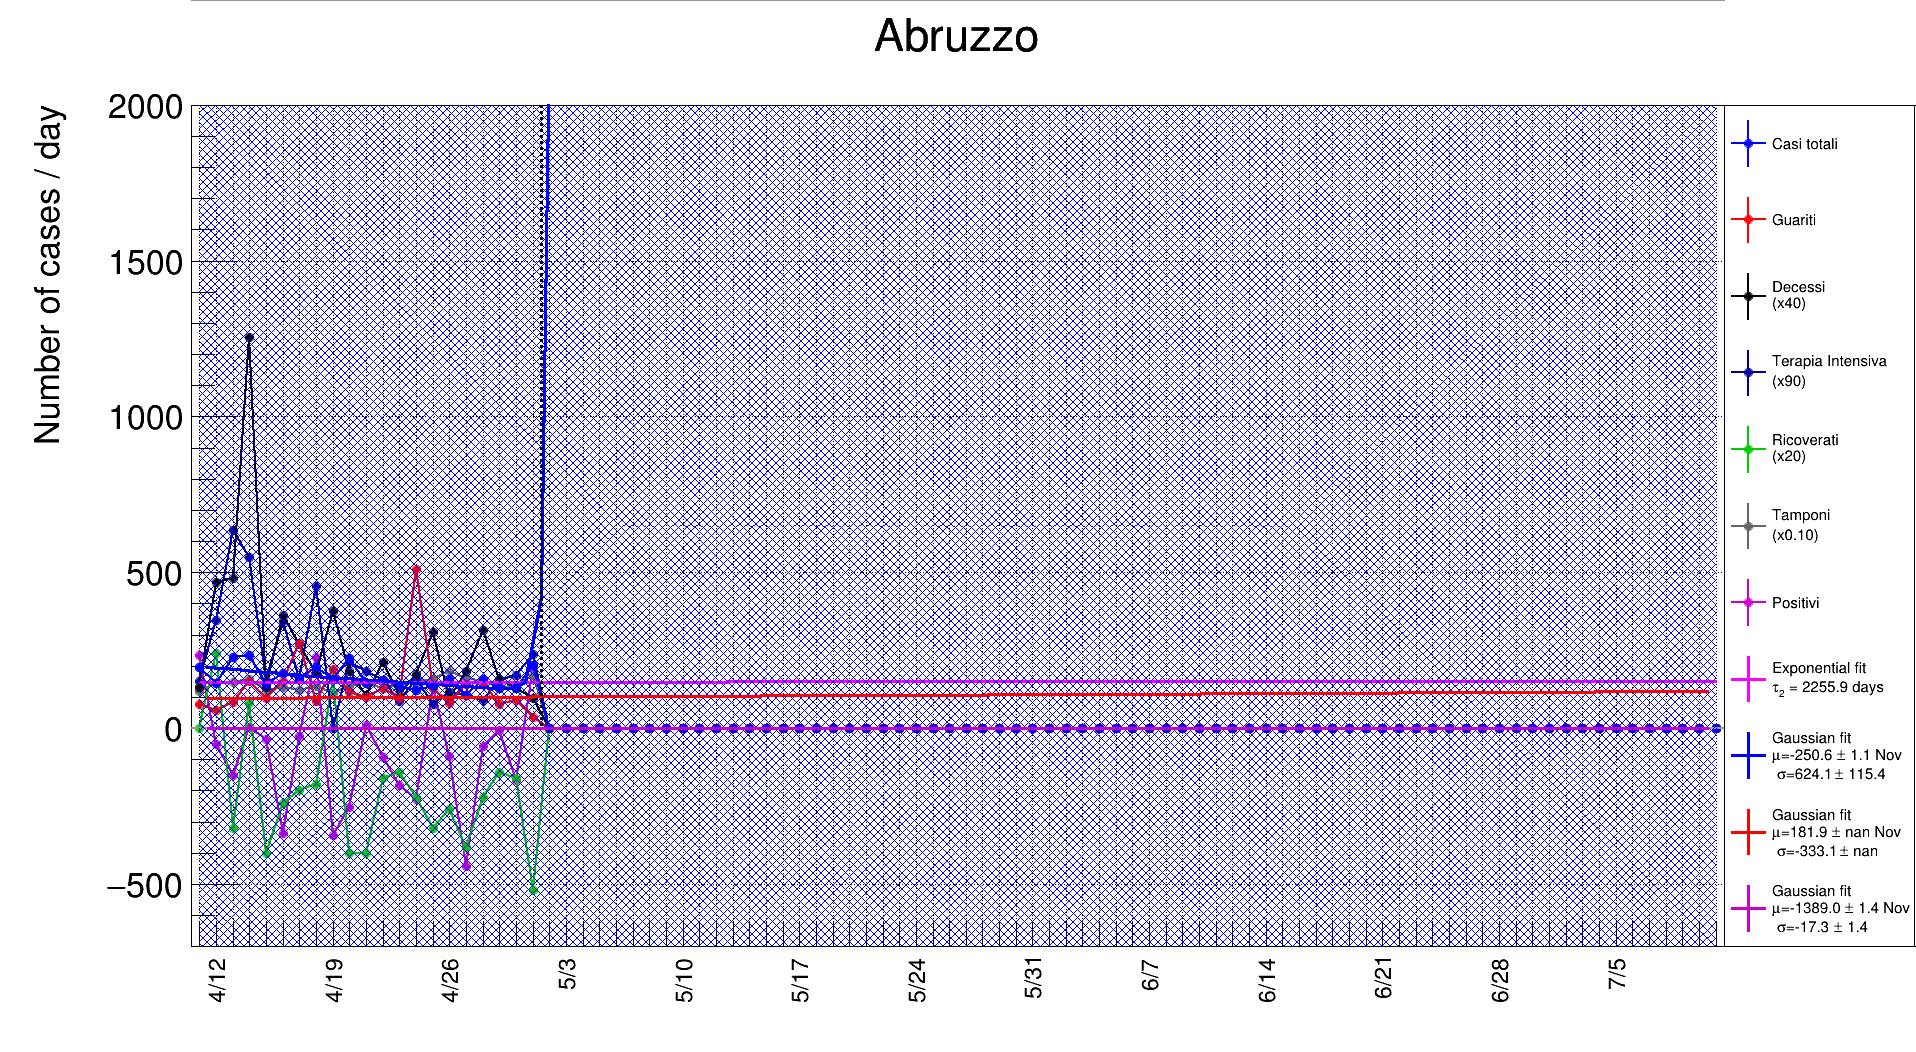 Abruzzo
Number of cases / day
2000
1500
1000
500
0
−500
4/12
4/19
4/26
5/3
5/10
5/17
5/24
5/31
6/7
6/14
6/21
6/28
7/5
Casi totali
Guariti
Decessi
(x40)
Terapia Intensiva
(x90)
Ricoverati
(x20)
Tamponi
(x0.10)
Positivi
Exponential fit
τ2 = 2255.9 days
Gaussian fit
μ=-250.6 ± 1.1 Nov
σ=624.1 ± 115.4
Gaussian fit
μ=181.9 ± nan Nov
σ=-333.1 ± nan
Gaussian fit
μ=-1389.0 ± 1.4 Nov
σ=-17.3 ± 1.4